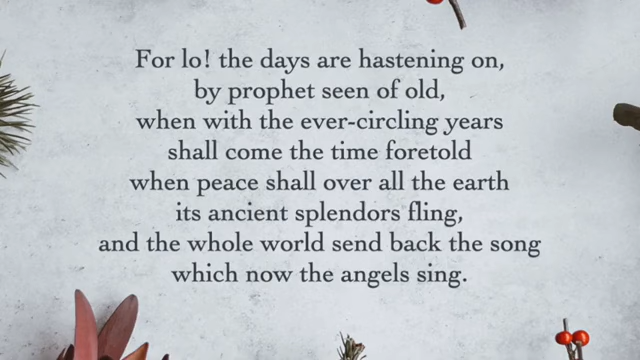 For lo! the days are hastening on,
by prophet seen of old,
when with the ever-circling years
shall come the time foretold
when peace shall over all the earth
its ancient splendors fling,
and the whole world send back the song
which now the angels sing.